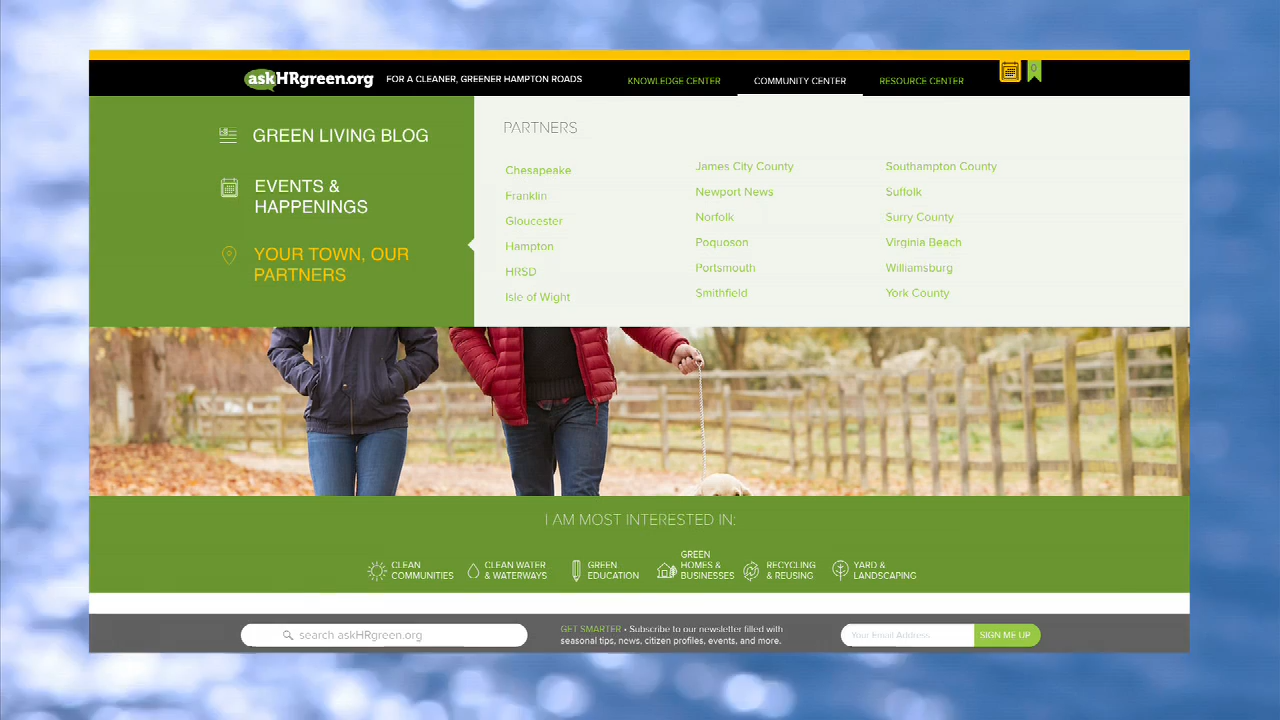 askHRgreen.org
FOR A CLEANER, GREENER HAMPTON ROADS
KNOWLEDGE CENTER
COMMUNITY CENTER
RESOURCE CENTER
0
GREEN LIVING BLOG
EVENTS &
HAPPENINGS
YOUR TOWN, OUR
PARTNERS
PARTNERS
Chesapeake
Franklin
Gloucester
Hampton
HRSD
Isle of Wight
James City County
Newport News
Norfolk
Poquoson
Portsmouth
Smithfield
Southampton County
Suffolk
Surry County
Virginia Beach
Williamsburg
York County
I AM MOST INTERESTED IN:
CLEAN
COMMUNITIES
CLEAN WATER
& WATERWAYS
GREEN
EDUCATION
GREEN
HOMES &
BUSINESSES
RECYCLING
& REUSING
YARD &
LANDSCAPING
search askHRgreen.org
GET SMARTER • Subscribe to our newsletter filled with
seasonal tips, news, citizen profiles, events, and more.
Your Email Address
SIGN ME UP